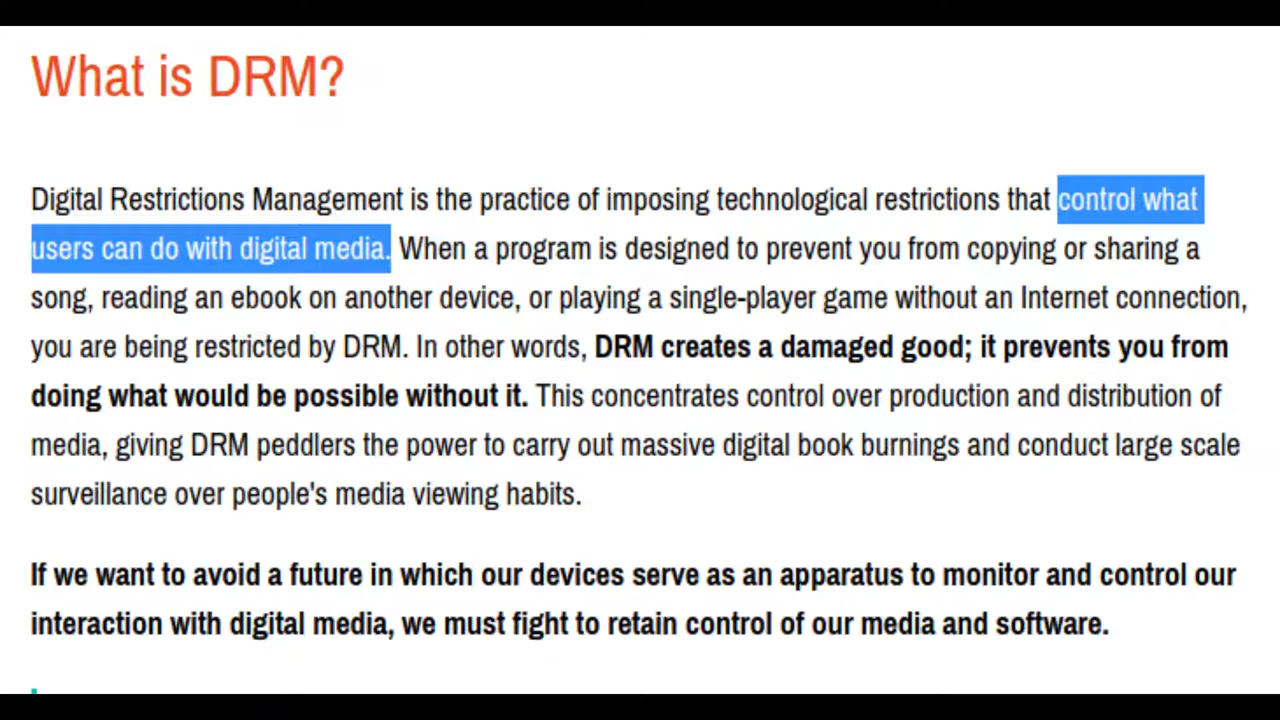 What is DRM?
Digital Restrictions Management is the practice of imposing technological restrictions that control what
users can do with digital media. When a program is designed to prevent you from copying or sharing a
song, reading an ebook on another device, or playing a single-player game without an Internet connection,
you are being restricted by DRM. In other words, DRM creates a damaged good; it prevents you from
doing what would be possible without it. This concentrates control over production and distribution of
media, giving DRM peddlers the power to carry out massive digital book burnings and conduct large scale
surveillance over people's media viewing habits.
If we want to avoid a future in which our devices serve as an apparatus to monitor and control our
interaction with digital media, we must fight to retain control of our media and software.